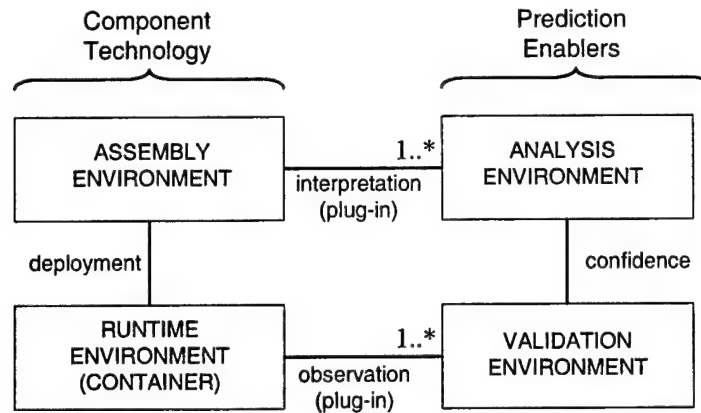 Component
Technology
Prediction
Enablers
ASSEMBLY
ENVIRONMENT
1..*
interpretation
(plug-in)
ANALYSIS
ENVIRONMENT
deployment
confidence
RUNTIME
ENVIRONMENT
(CONTAINER)
1..*
observation
(plug-in)
VALIDATION
ENVIRONMENT